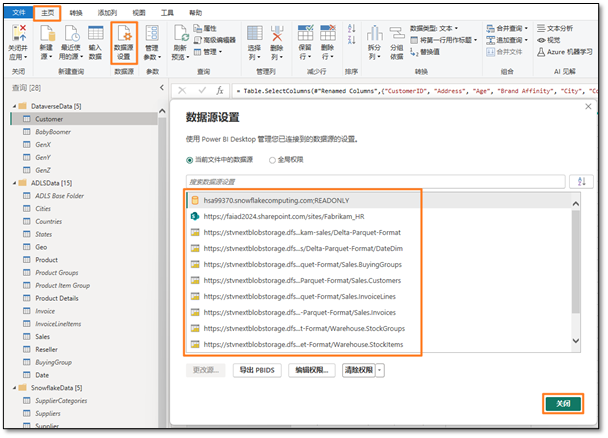 文件 主页 转换 添加列 视图 工具 帮助
关闭并应用 新建源 最近使用的源 输入数据 数据源设置 管理参数 刷新预览 属性 高级编辑器 管理 选择列 删除列 保留行 删除行 拆分列 分组依据 数据类型: 文本 将第一行用作标题 替换值 合并查询 追加查询 合并文件 文本分析 视觉 Azure 机器学习
关闭 新建查询 数据源 参数 查询 管理列 减少行 排序 转换 组合 AI 见解
查询 [28]
= Table.SelectColumns(#"Renamed Columns",{"CustomerID", "Address", "Age", "Brand Affinity", "City",
DataverseData [5]
Customer
BabyBoomer
GenX
GenY
GenZ
ADLSData [15]
ADLS Base Folder
Cities
Countries
States
Geo
Product
Product Groups
Product Item Group
Product Details
Invoice
InvoiceLineItems
Sales
Reseller
BuyingGroup
Date
SnowflakeData [5]
SupplierCategories
Suppliers
Supplier
数据源设置
使用 Power BI Desktop 管理您已连接到的数据源的设置。
当前文件中的数据源 全局权限
搜索数据源设置
hsa99370.snowflakecomputing.com;READONLY
https://faiad2024.sharepoint.com/sites/Fabrikam_HR
https://stvnextblobstorage.dfs...kam-sales/Delta-Parquet-Format
https://stvnextblobstorage.dfs...s/Delta-Parquet-Format/DateDim
https://stvnextblobstorage.dfs...quet-Format/Sales.BuyingGroups
https://stvnextblobstorage.dfs...Parquet-Format/Sales.Customers
https://stvnextblobstorage.dfs...quet-Format/Sales.InvoiceLines
https://stvnextblobstorage.dfs...-Parquet-Format/Sales.Invoices
https://stvnextblobstorage.dfs...t-Format/Warehouse.StockGroups
https://stvnextblobstorage.dfs...et-Format/Warehouse.StockItems
更改源... 导出 PBIDS 编辑权限... 清除权限
关闭